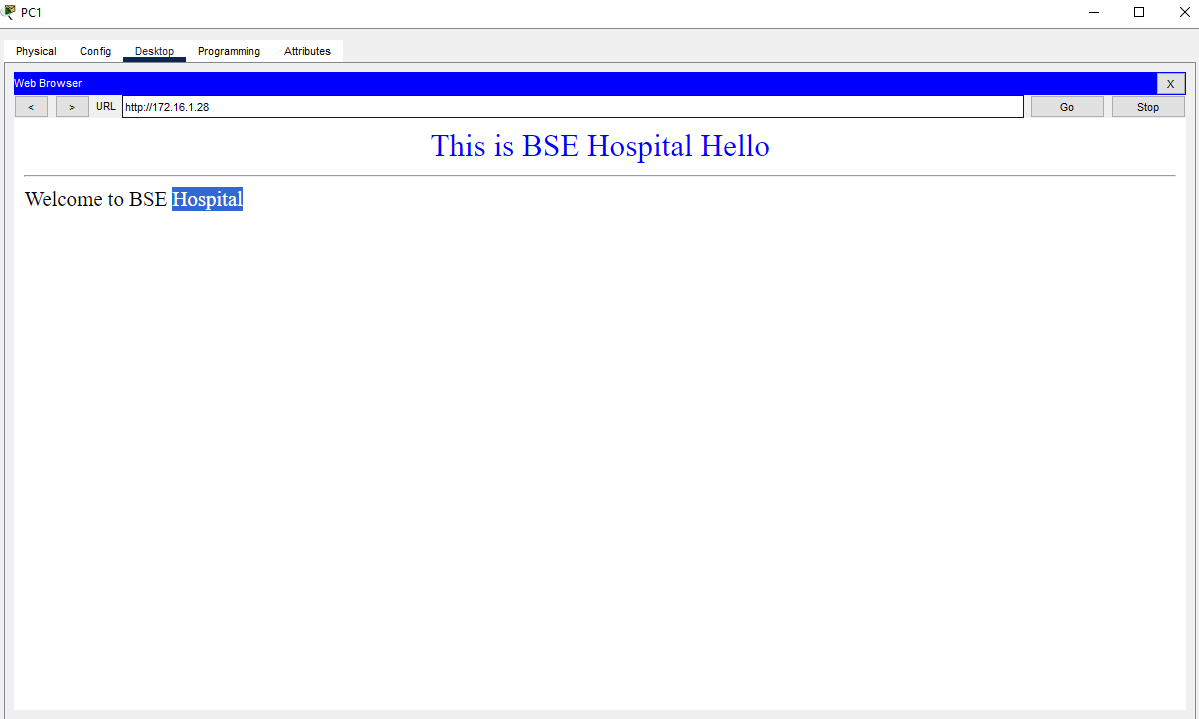 PC1
Physical Config Desktop Programming Attributes
Web Browser X
< > URL http://172.16.1.28 Go Stop
This is BSE Hospital Hello
Welcome to BSE Hospital